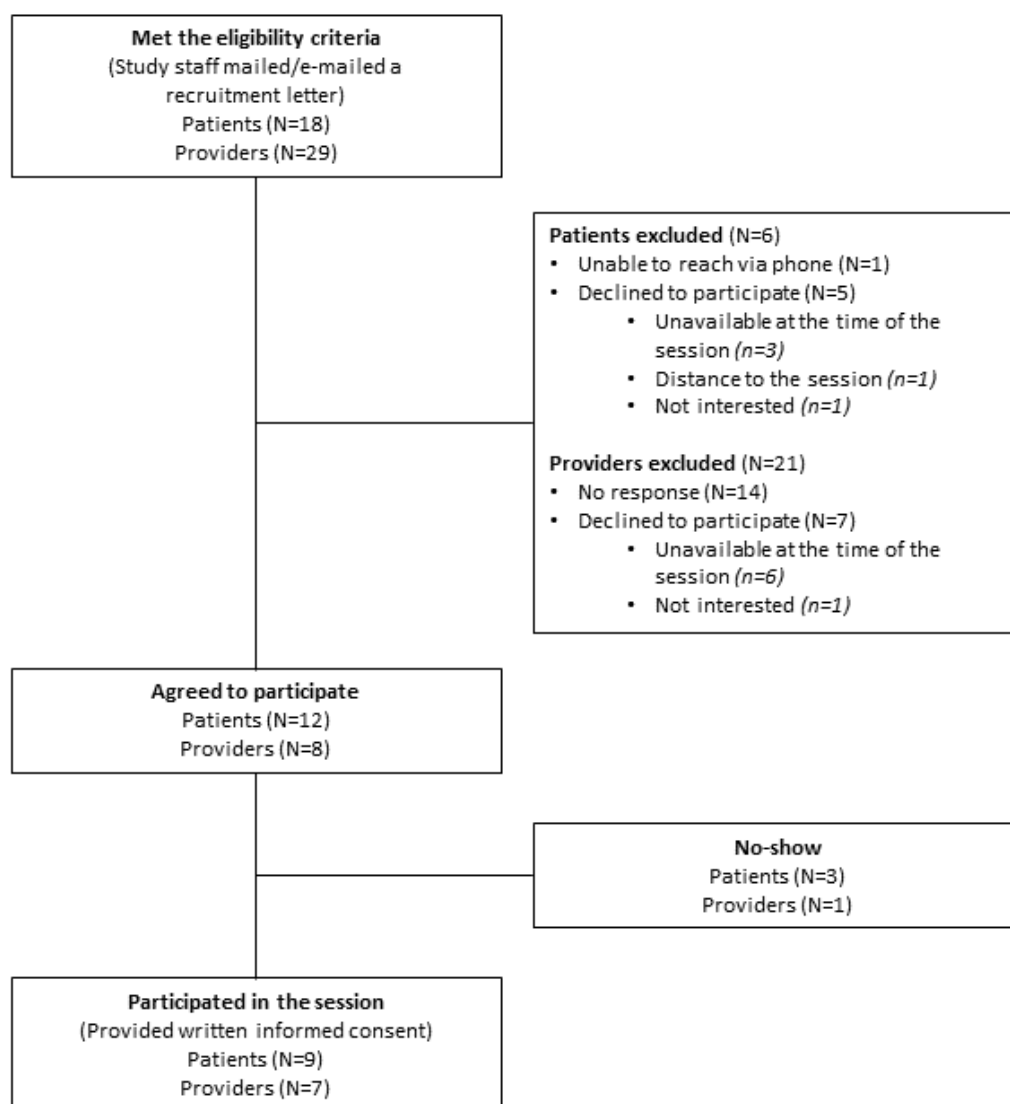 Met the eligibility criteria
(Study staff mailed/e-mailed a
recruitment letter)
Patients (N=18)
Providers (N=29)
Patients excluded (N=6)
• Unable to reach via phone (N=1)
• Declined to participate (N=5)
• Unavailable at the time of the
session (n=3)
• Distance to the session (n=1)
• Not interested (n=1)
Providers excluded (N=21)
• No response (N=14)
• Declined to participate (N=7)
• Unavailable at the time of the
session (n=6)
• Not interested (n=1)
Agreed to participate
Patients (N=12)
Providers (N=8)
No-show
Patients (N=3)
Providers (N=1)
Participated in the session
(Provided written informed consent)
Patients (N=9)
Providers (N=7)